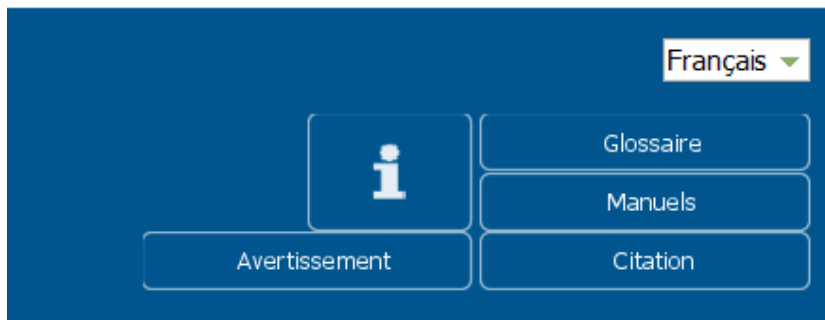 Français
Glossaire
Manuels
Avertissement
Citation